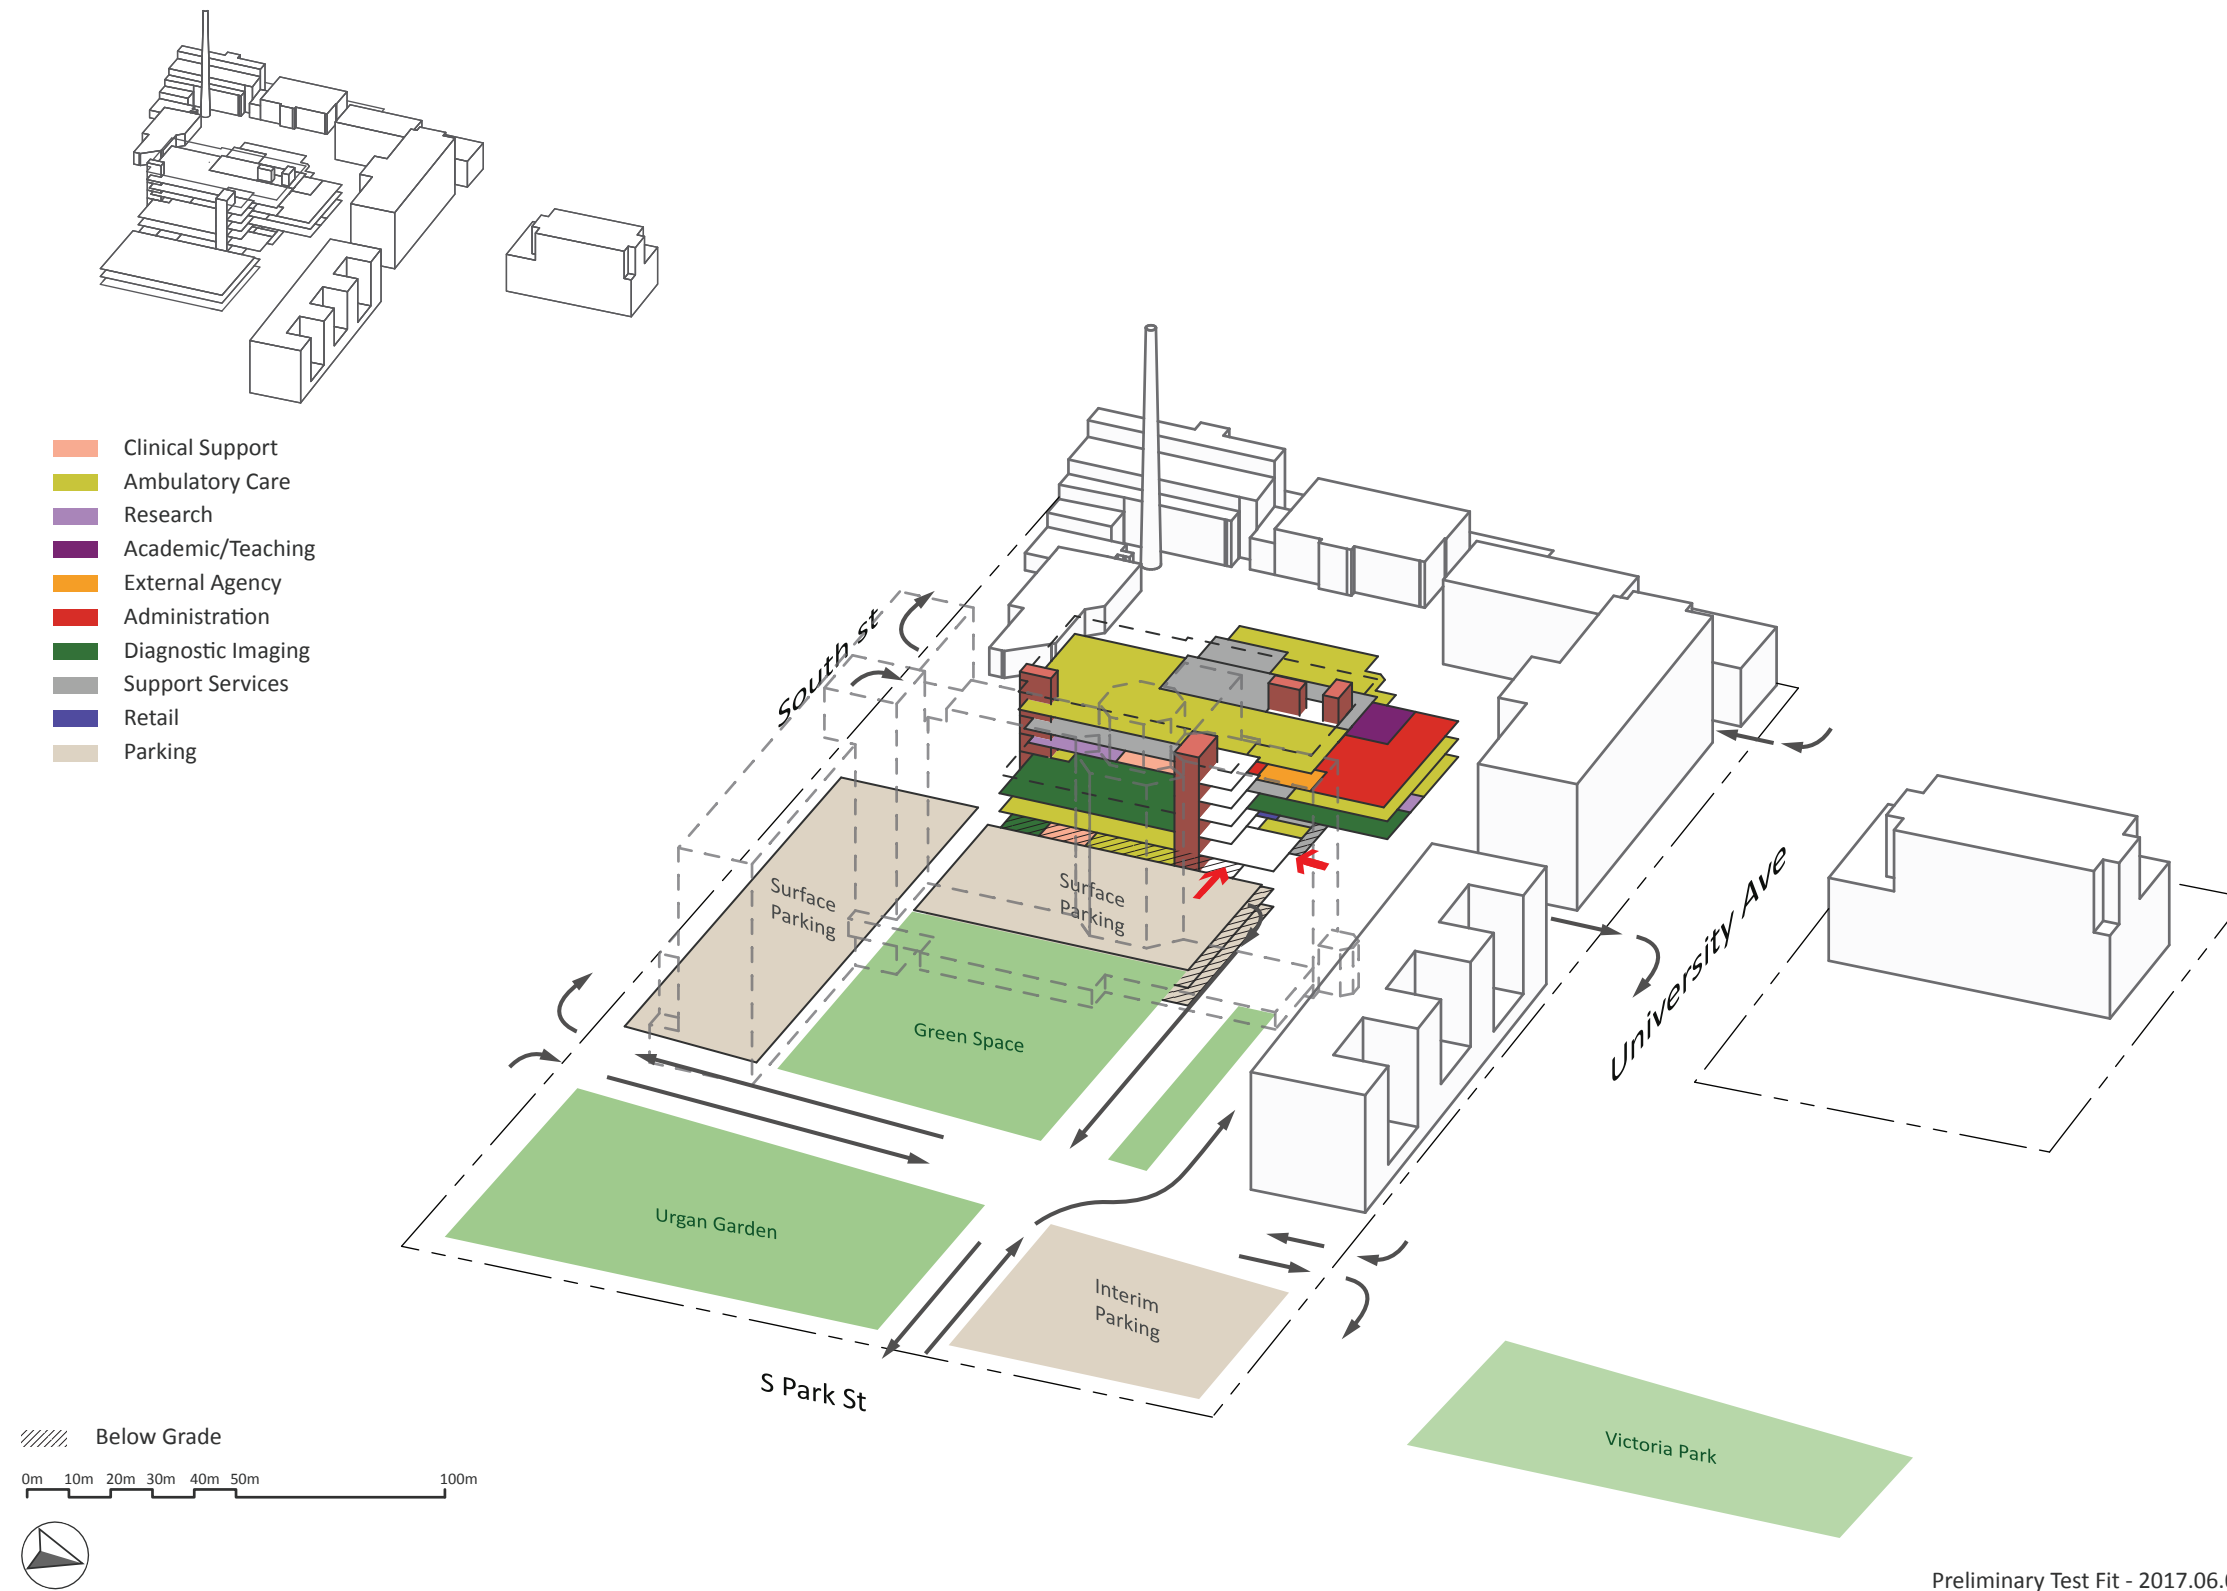 Clinical Support
Ambulatory Care
Research
Academic/Teaching
External Agency
Administration
Diagnostic Imaging
Support Services
Retail
Parking
South st
Surface
Parking
Surface
Parking
Green Space
University Ave
Urgan Garden
Interim
Parking
S Park St
Victoria Park
Below Grade
0m 10m 20m 30m 40m 50m 100m
Preliminary Test Fit - 2017.06.